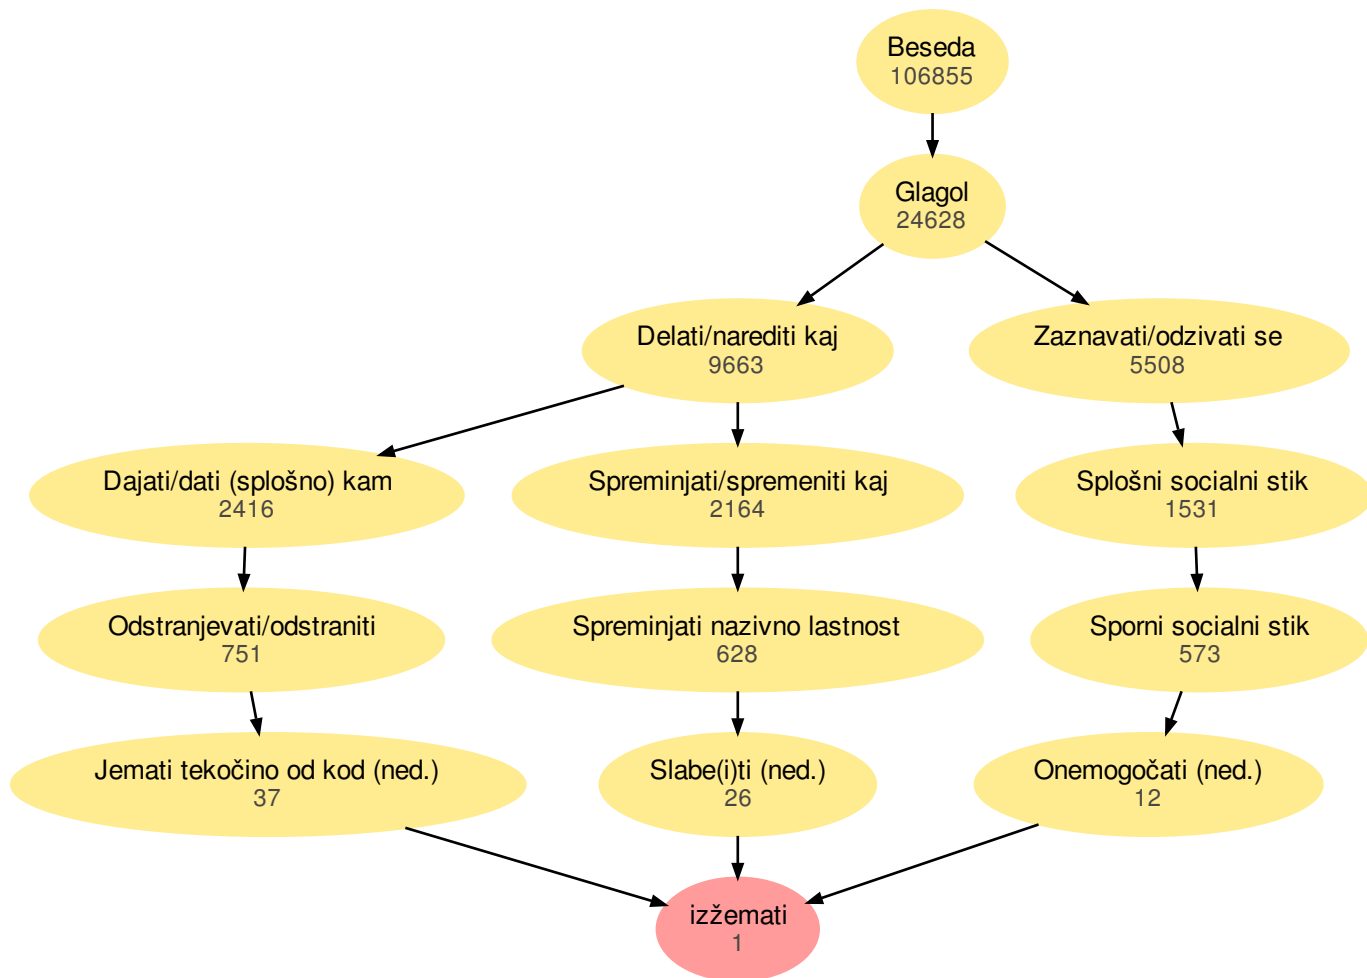 Beseda
106855
Glagol
24628
Delati/narediti kaj
9663
Zaznavati/odzivati se
5508
Dajati/dati (splošno) kam
2416
Spreminjati/spremeniti kaj
2164
Splošni socialni stik
1531
Odstranjevati/odstraniti
751
Spreminjati nazivno lastnost
628
Sporni socialni stik
573
Jemati tekočino od kod (ned.)
37
Slabe(i)ti (ned.)
26
Onemogočati (ned.)
12
izžemati
1